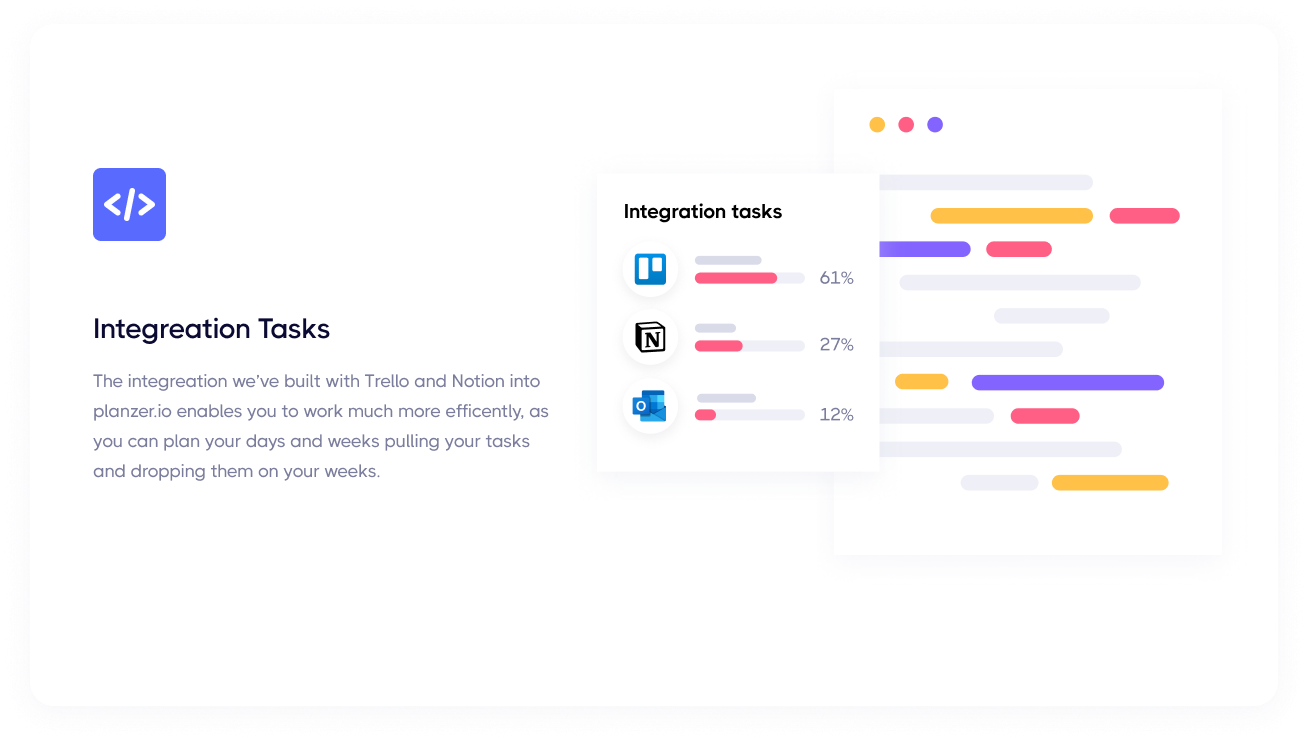 Integreation Tasks
The integreation we've built with Trello and Notion into
planzer.io enables you to work much more efficently, as
you can plan your days and weeks pulling your tasks
and dropping them on your weeks.
Integration tasks
61%
27%
12%